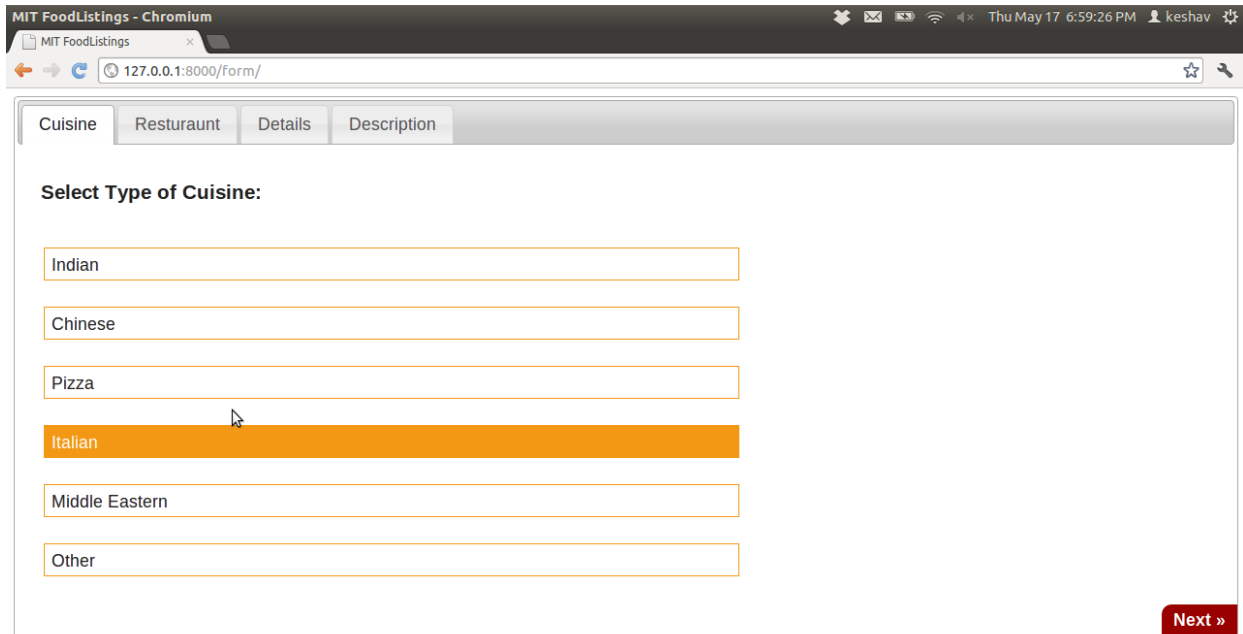 MIT FoodListings - Chromium
Thu May 17 6:59:26 PM keshav
MIT FoodListings ×
127.0.0.1:8000/form/
Cuisine Resturaunt Details Description
Select Type of Cuisine:
Indian
Chinese
Pizza
Italian
Middle Eastern
Other
Next »